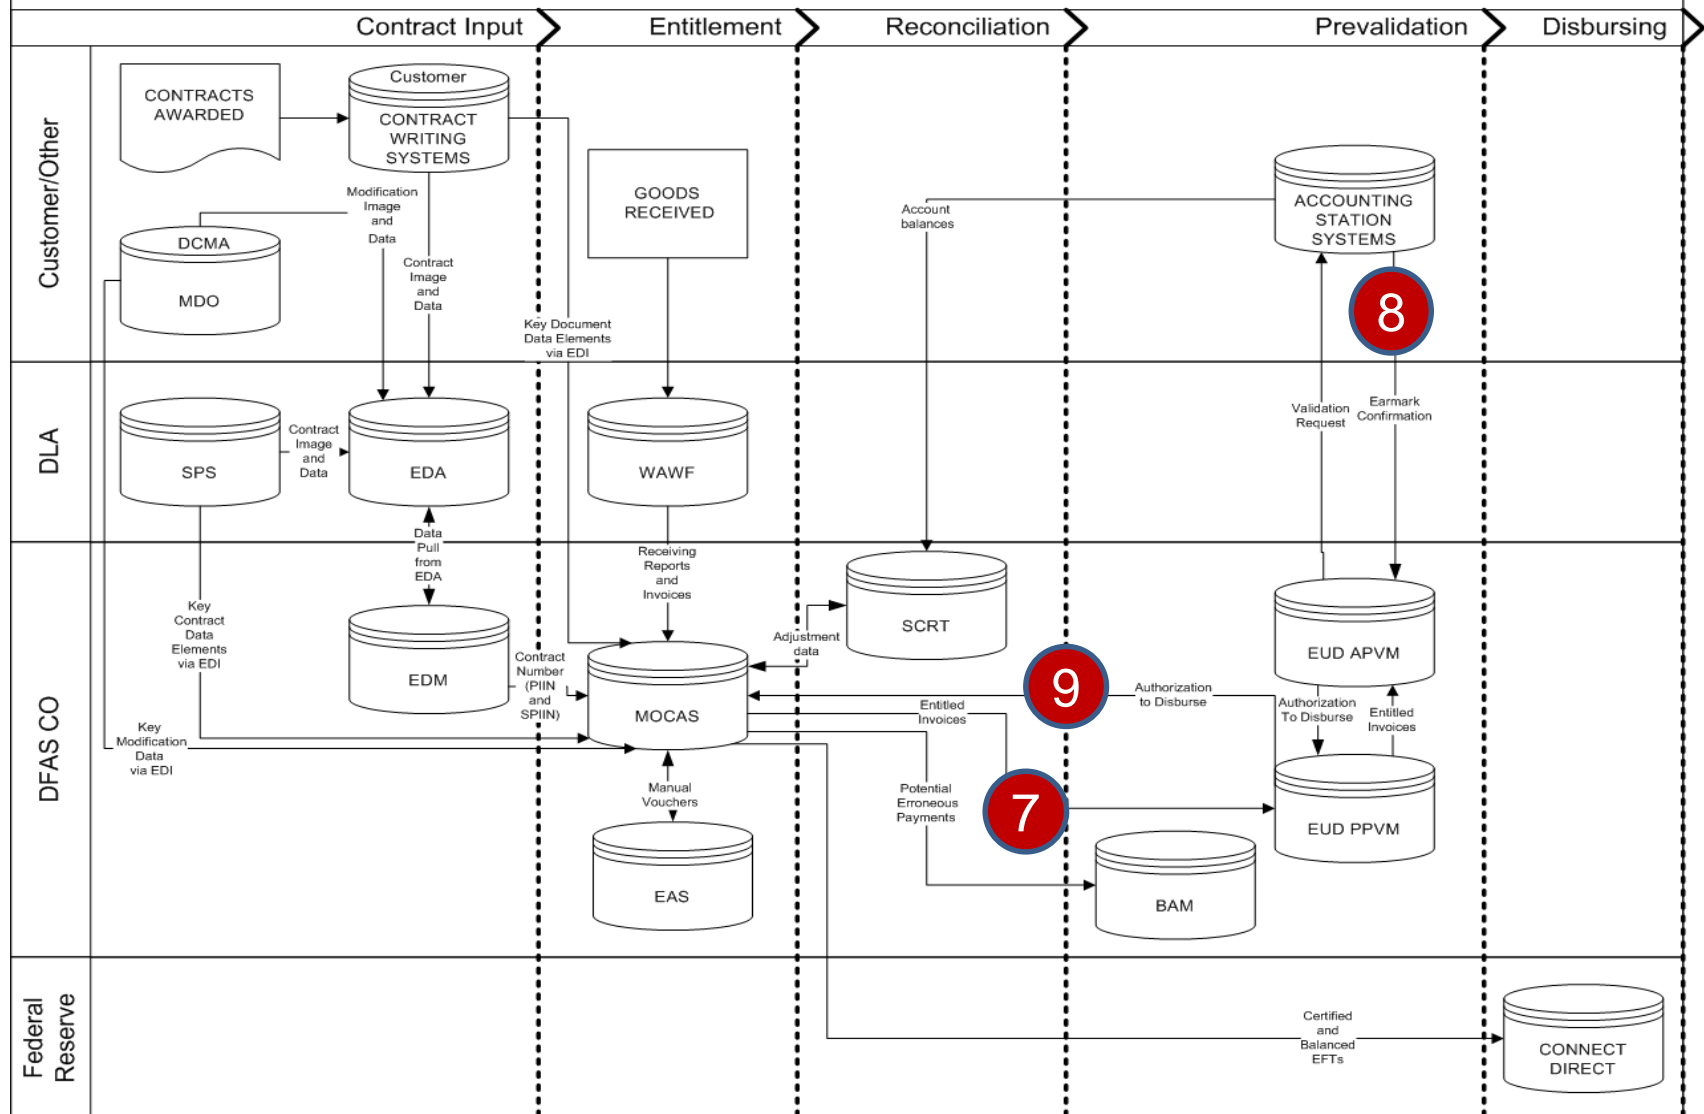 Contract Input
Entitlement
Reconciliation
Prevalidation
Disbursing
Customer/Other
CONTRACTS
AWARDED
Customer
CONTRACT
WRITING
SYSTEMS
Modification
Image
and
Data
DCMA
MDO
Contract
Image
and
Data
Key Document
Data Elements
via EDI
GOODS
RECEIVED
Account
balances
ACCOUNTING
STATION
SYSTEMS
8
DLA
SPS
Contract
Image
and
Data
EDA
WAWF
Validation
Request
Earmark
Confirmation
DFAS CO
Data
Pull
from
EDA
Key
Contract
Data
Elements
via EDI
EDM
Contract
Number
(PIIN
and
SPIIN)
Key
Modification
Data
via EDI
Receiving
Reports
and
Invoices
MOCAS
Adjustment
data
SCRT
Manual
Vouchers
EAS
Entitled
Invoices
9
Authorization
to Disburse
7
Potential
Erroneous
Payments
BAM
EUD APVM
Authorization
To Disburse
Entitled
Invoices
EUD PPVM
Federal
Reserve
Certified
and
Balanced
EFTs
CONNECT
DIRECT